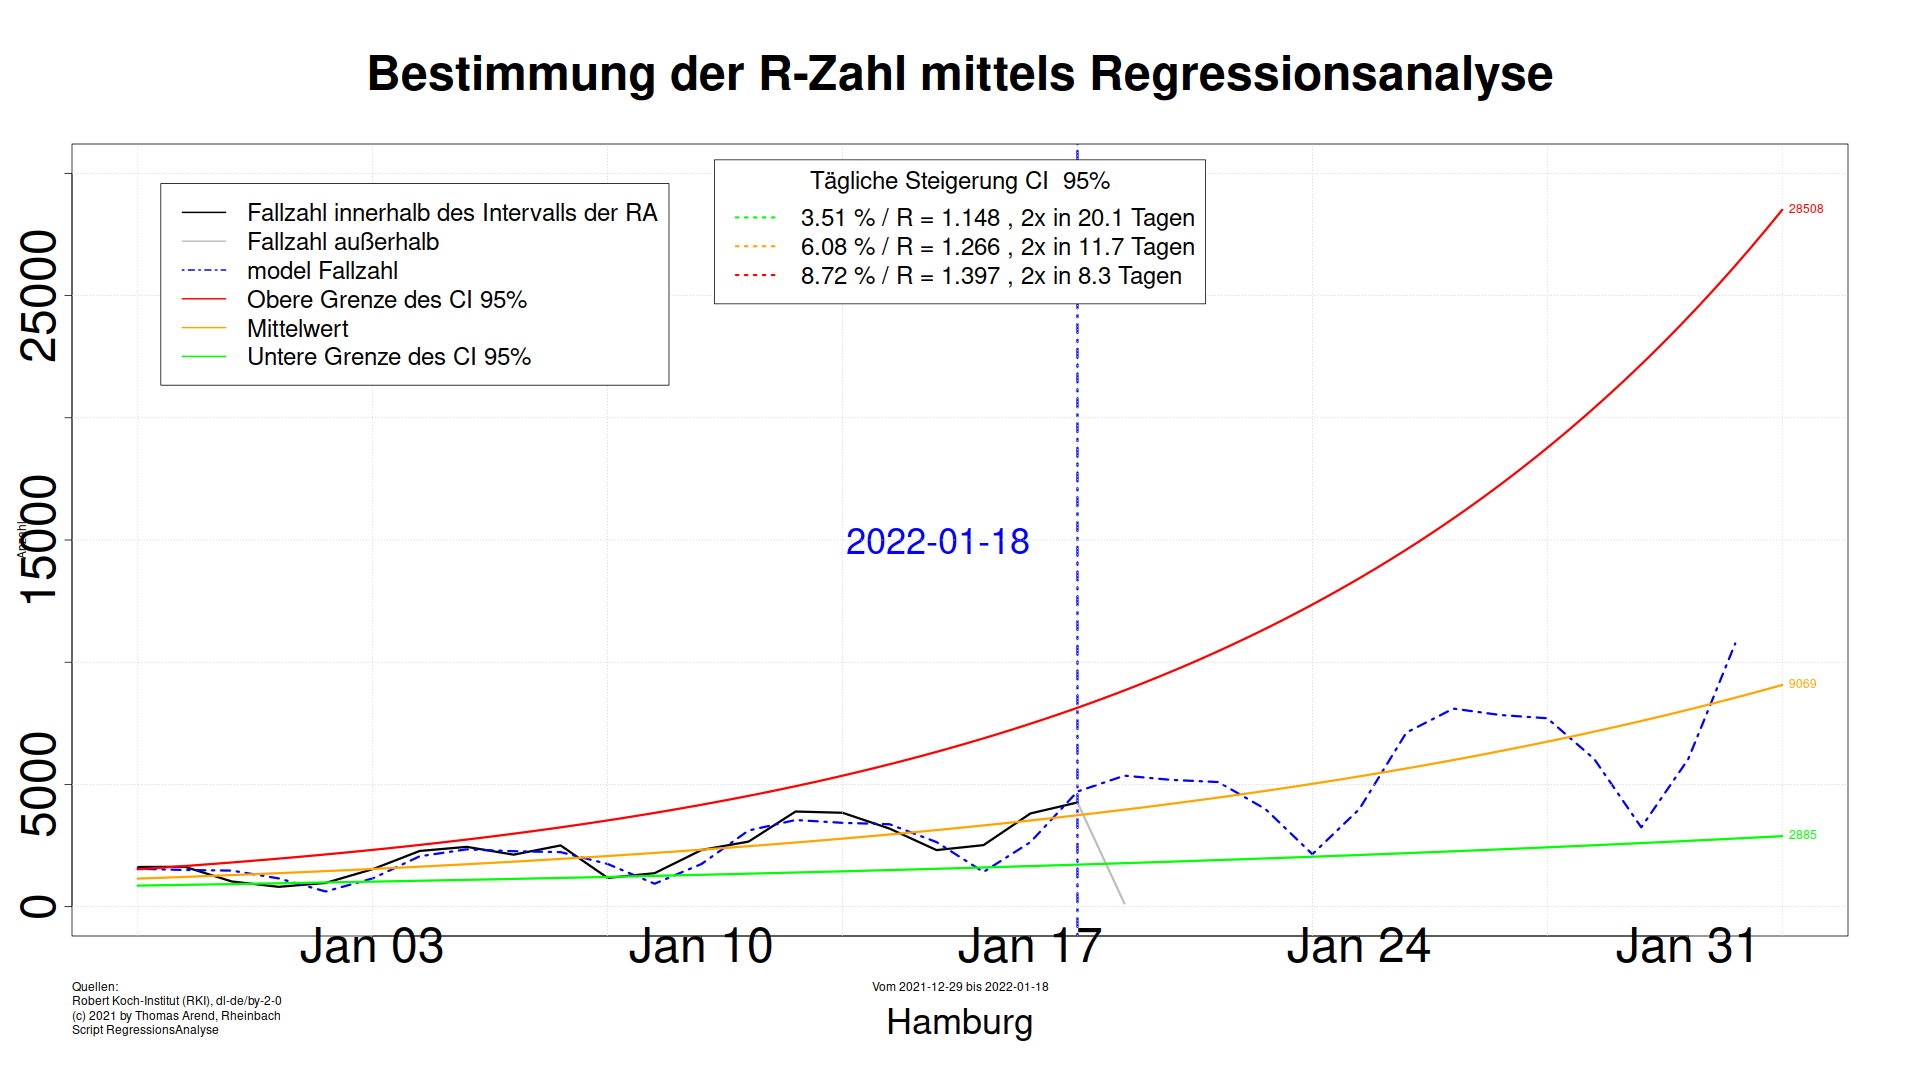 Bestimmung der R-Zahl mittels Regressionsanalyse
Fallzahl innerhalb des Intervalls der RA
Fallzahl außerhalb
model Fallzahl
Obere Grenze des CI 95%
Mittelwert
Untere Grenze des CI 95%
Tägliche Steigerung CI  95%
3.51 % / R = 1.148 , 2x in 20.1 Tagen
6.08 % / R = 1.266 , 2x in 11.7 Tagen
8.72 % / R = 1.397 , 2x in 8.3 Tagen
28508
9069
2885
2022-01-18
25000
15000
5000
0
Anzahl
Jan 03
Jan 10
Jan 17
Jan 24
Jan 31
Quellen:
Robert Koch-Institut (RKI), dl-de/by-2-0
(c) 2021 by Thomas Arend, Rheinbach
Script RegressionsAnalyse
Vom 2021-12-29 bis 2022-01-18
Hamburg